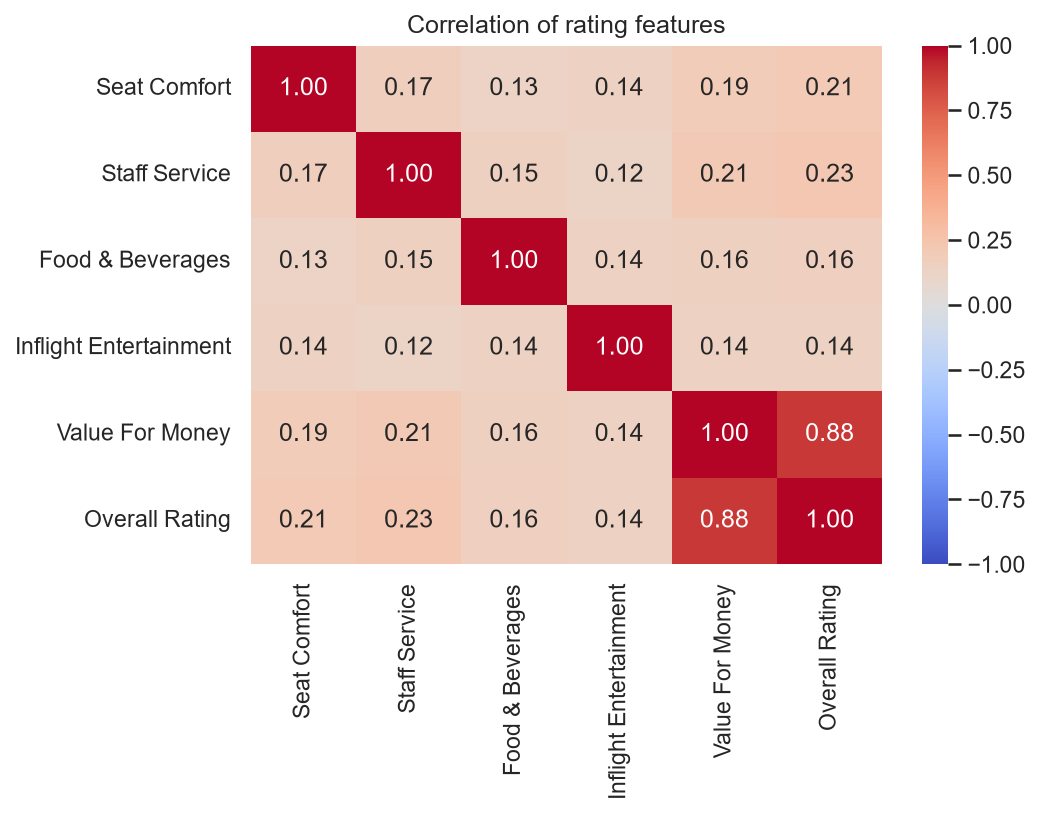 Correlation of rating features
Seat Comfort 1.00 0.17 0.13 0.14 0.19 0.21
Staff Service 0.17 1.00 0.15 0.12 0.21 0.23
Food & Beverages 0.13 0.15 1.00 0.14 0.16 0.16
Inflight Entertainment 0.14 0.12 0.14 1.00 0.14 0.14
Value For Money 0.19 0.21 0.16 0.14 1.00 0.88
Overall Rating 0.21 0.23 0.16 0.14 0.88 1.00
Seat Comfort
Staff Service
Food & Beverages
Inflight Entertainment
Value For Money
Overall Rating
1.00
0.75
0.50
0.25
0.00
−0.25
−0.50
−0.75
−1.00